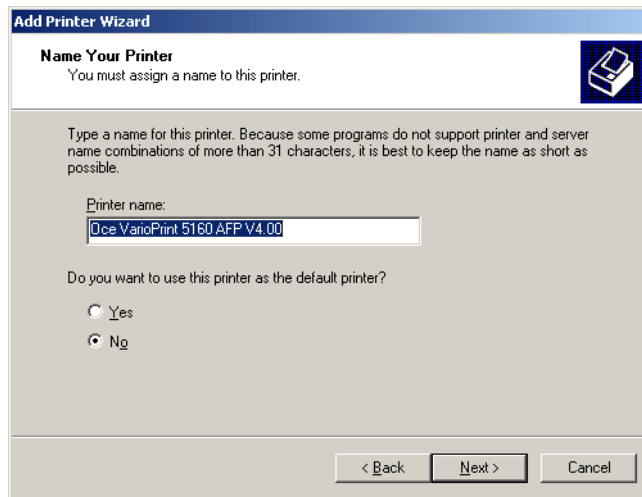 Add Printer Wizard
Name Your Printer
You must assign a name to this printer.
Type a name for this printer. Because some programs do not support printer and server
name combinations of more than 31 characters, it is best to keep the name as short as
possible.
Printer name:
Oce VarioPrint 5160 AFP V4.00
Do you want to use this printer as the default printer?
Yes
No
< Back Next > Cancel